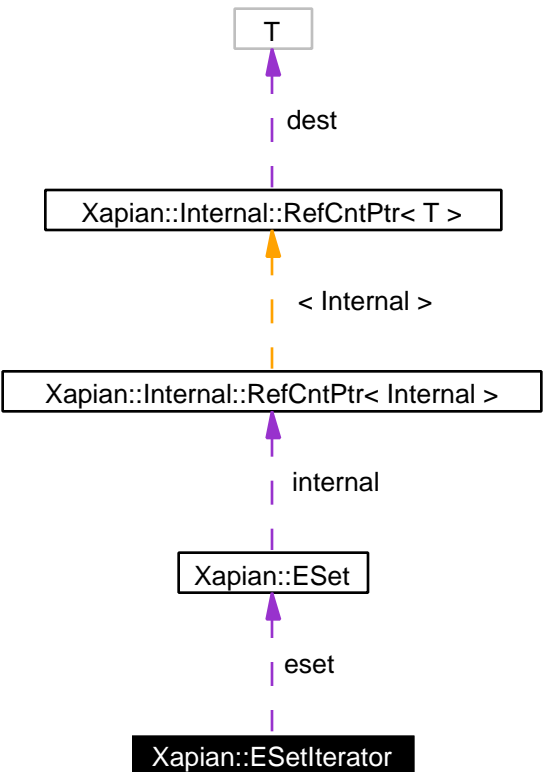 T
dest
Xapian::Internal::RefCntPtr< T >
< Internal >
Xapian::Internal::RefCntPtr< Internal >
internal
Xapian::ESet
eset
Xapian::ESetIterator